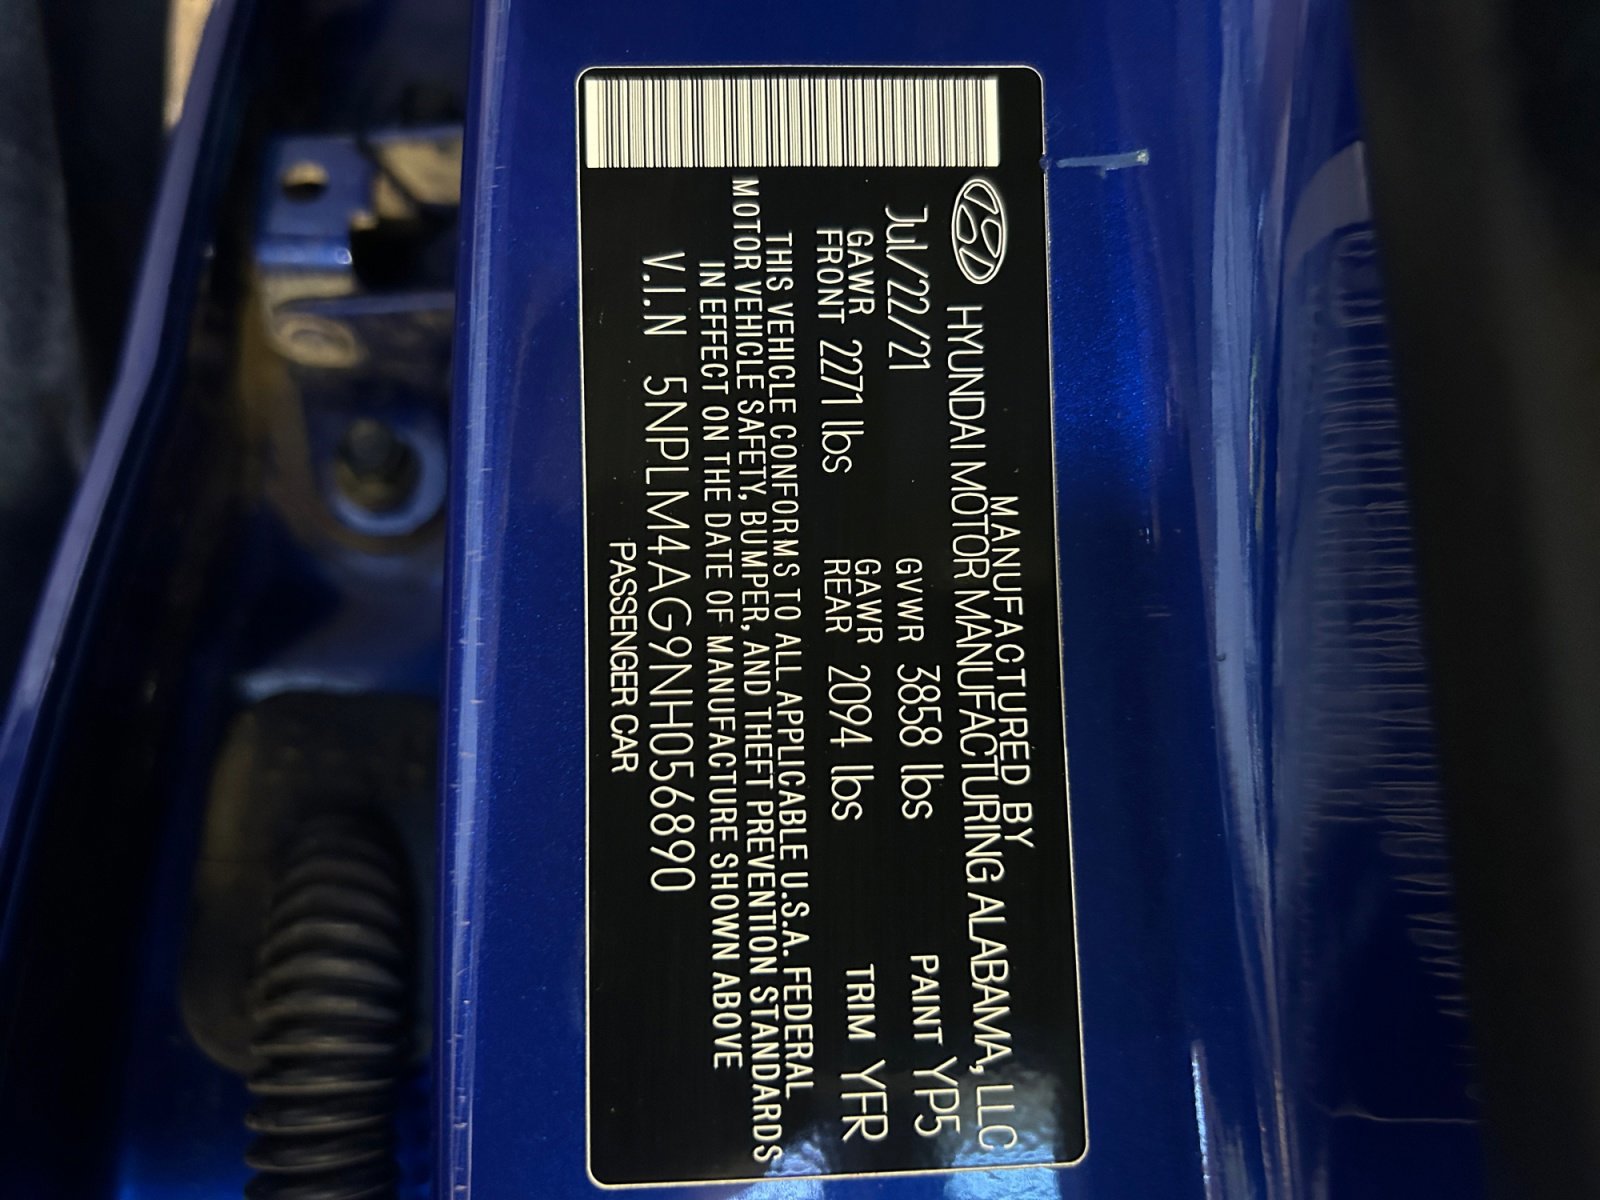 MANUFACTURED BY
HYUNDAI MOTOR MANUFACTURING ALABAMA, LLC
Jul/22/21 GVWR 3858 lbs PAINT YP5
GAWR FRONT 2271 lbs GAWR REAR 2094 lbs TRIM YFR
THIS VEHICLE CONFORMS TO ALL APPLICABLE U.S.A. FEDERAL
MOTOR VEHICLE SAFETY, BUMPER, AND THEFT PREVENTION STANDARDS
IN EFFECT ON THE DATE OF MANUFACTURE SHOWN ABOVE
V.I.N 5NPLM4AG9NH056890
PASSENGER CAR